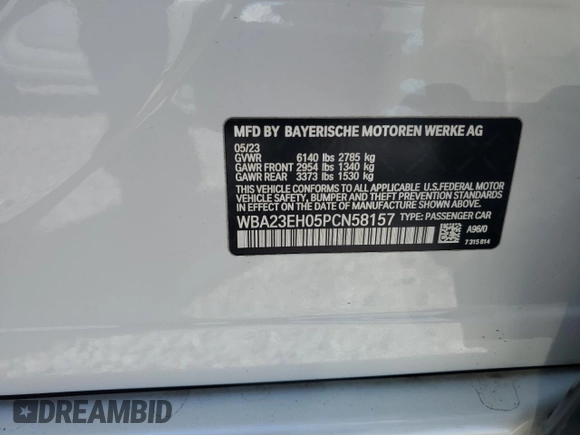 MFD BY BAYERISCHE MOTOREN WERKE AG
05/23
GVWR 6140 lbs 2785 kg
GAWR FRONT 2954 lbs 1340 kg
GAWR REAR 3373 lbs 1530 kg
THIS VEHICLE CONFORMS TO ALL APPLICABLE U.S.FEDERAL MOTOR
VEHICLE SAFETY, BUMPER, AND THEFT PREVENTION STANDARDS
IN EFFECT ON THE DATE OF MANUFACTURE SHOWN ABOVE.
WBA23EH05PCN58157 TYPE: PASSENGER CAR
A96/0
7 315 614
DREAMBID